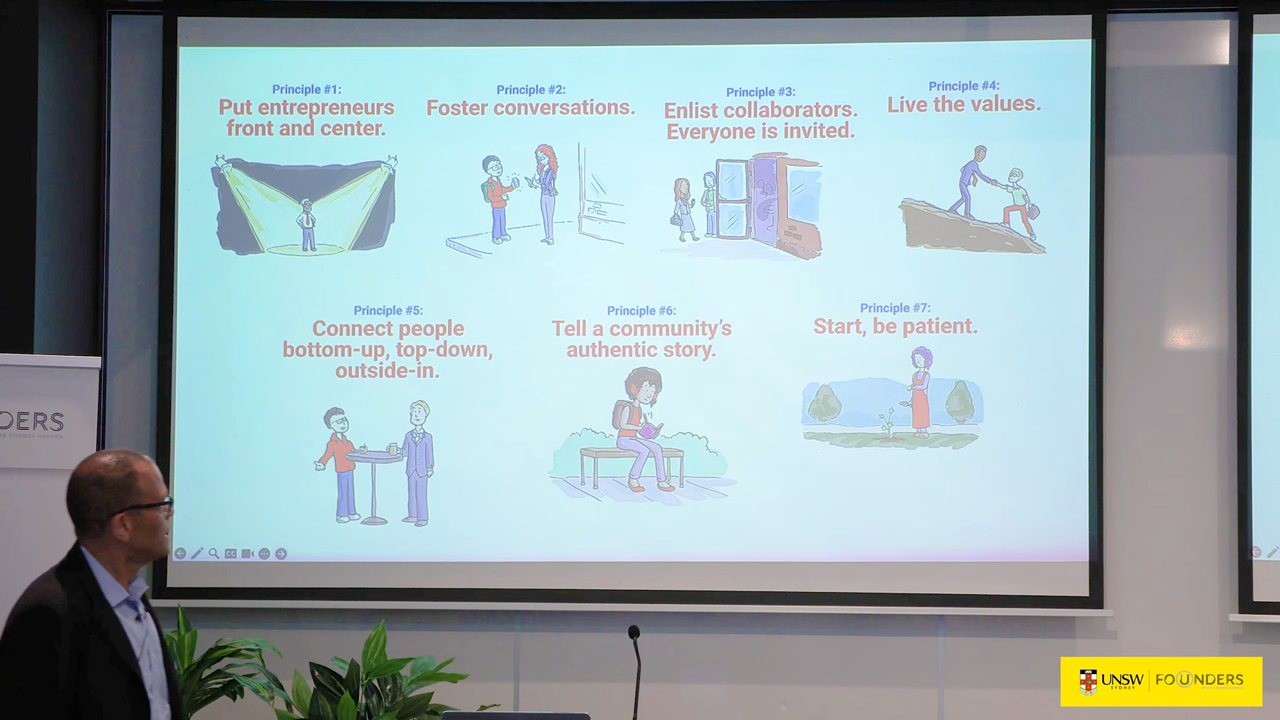 Principle #1:
Put entrepreneurs
front and center.
Principle #2:
Foster conversations.
Principle #3:
Enlist collaborators.
Everyone is invited.
Principle #4:
Live the values.
Principle #5:
Connect people
bottom-up, top-down,
outside-in.
Principle #6:
Tell a community's
authentic story.
Principle #7:
Start, be patient.
DERS
UNSW
SYDNEY
FOUNDERS